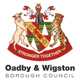 STRONGER TOGETHER
Oadby & Wigston
BOROUGH COUNCIL